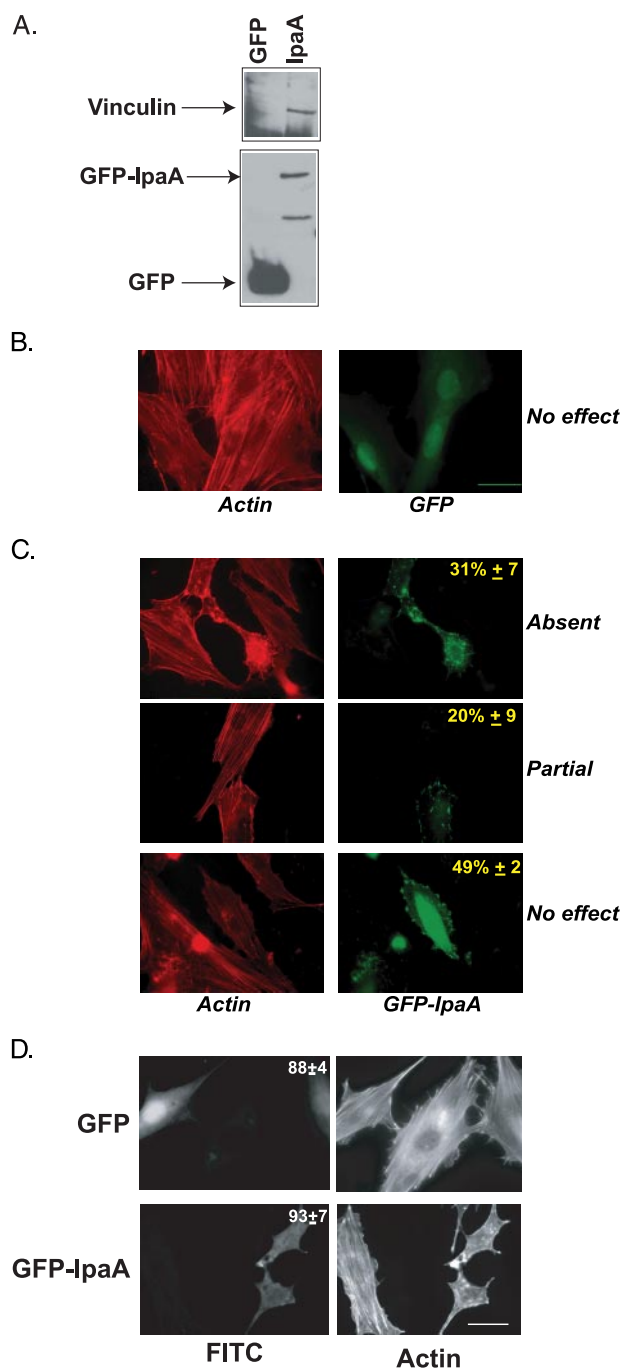 A.
GFP
IpaA
Vinculin
GFP-IpaA
GFP
B.
No effect
Actin
GFP
C.
31% ± 7
Absent
20% ± 9
Partial
49% ± 2
No effect
Actin
GFP-IpaA
D.
GFP
88±4
GFP-IpaA
93±7
FITC
Actin